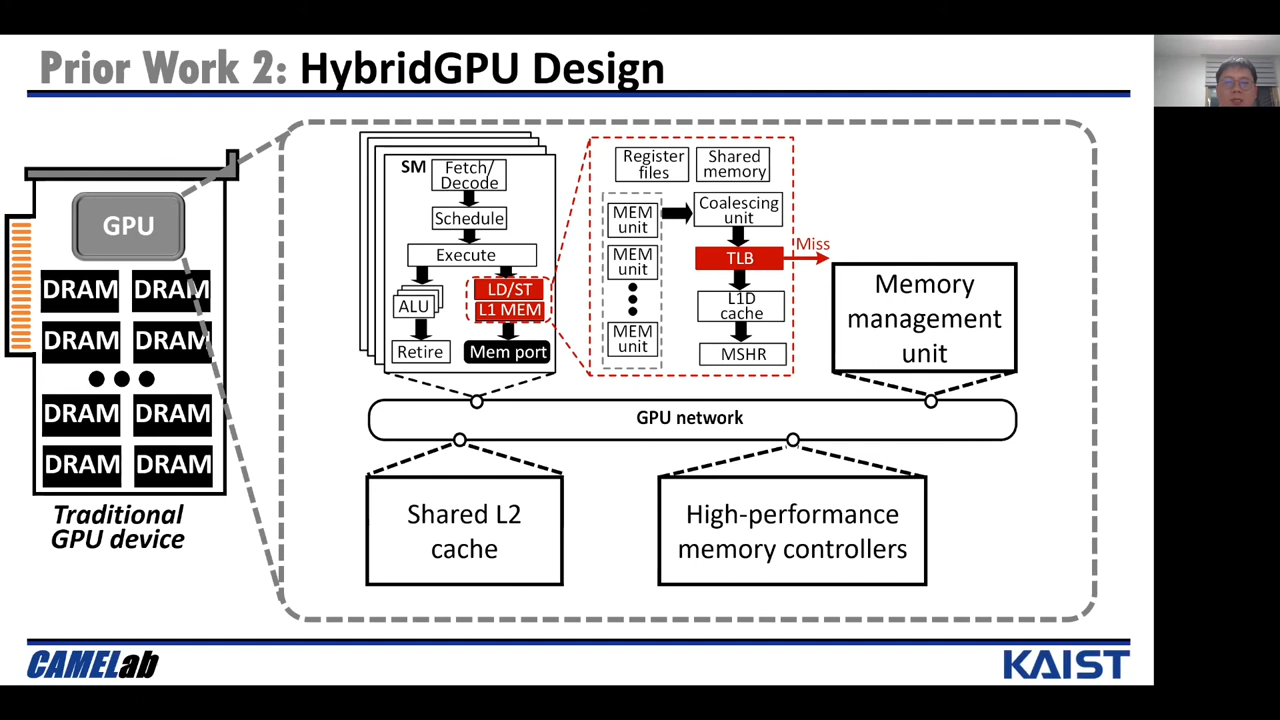 Prior Work 2: HybridGPU Design
GPU
DRAM DRAM
DRAM DRAM
DRAM DRAM
DRAM DRAM
Traditional
GPU device
SM
Fetch/
Decode
Schedule
Execute
ALU
LD/ST
L1 MEM
Retire
Mem port
Register
files
Shared
memory
MEM
unit
MEM
unit
MEM
unit
Coalescing
unit
TLB
Miss
L1D
cache
MSHR
Memory
management
unit
GPU network
Shared L2
cache
High-performance
memory controllers
CAMELab
KAIST